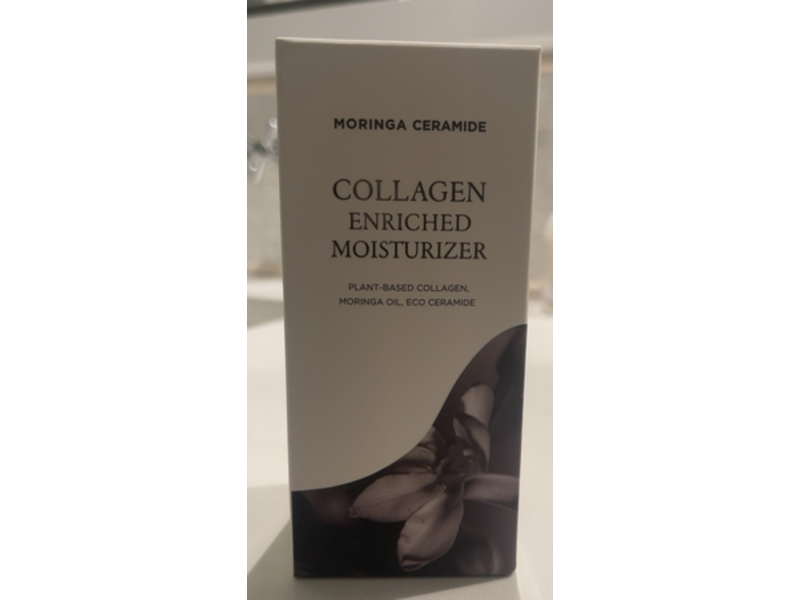 MORINGA CERAMIDE
COLLAGEN
ENRICHED
MOISTURIZER
PLANT-BASED COLLAGEN,
MORINGA OIL, ECO CERAMIDE